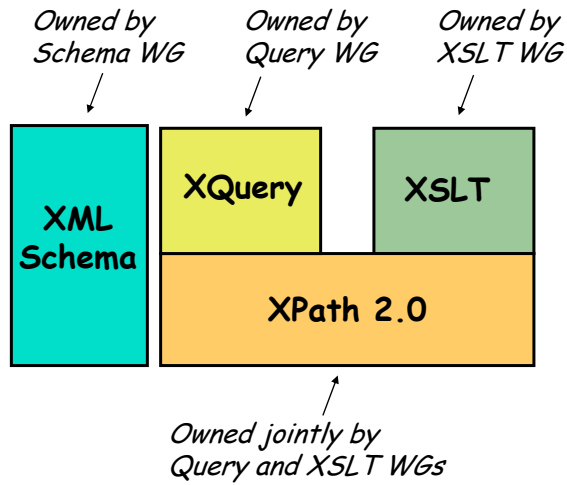 Owned by
Schema WG
Owned by
Query WG
Owned by
XSLT WG
XML
Schema
XQuery
XSLT
XPath 2.0
Owned jointly by
Query and XSLT WGs